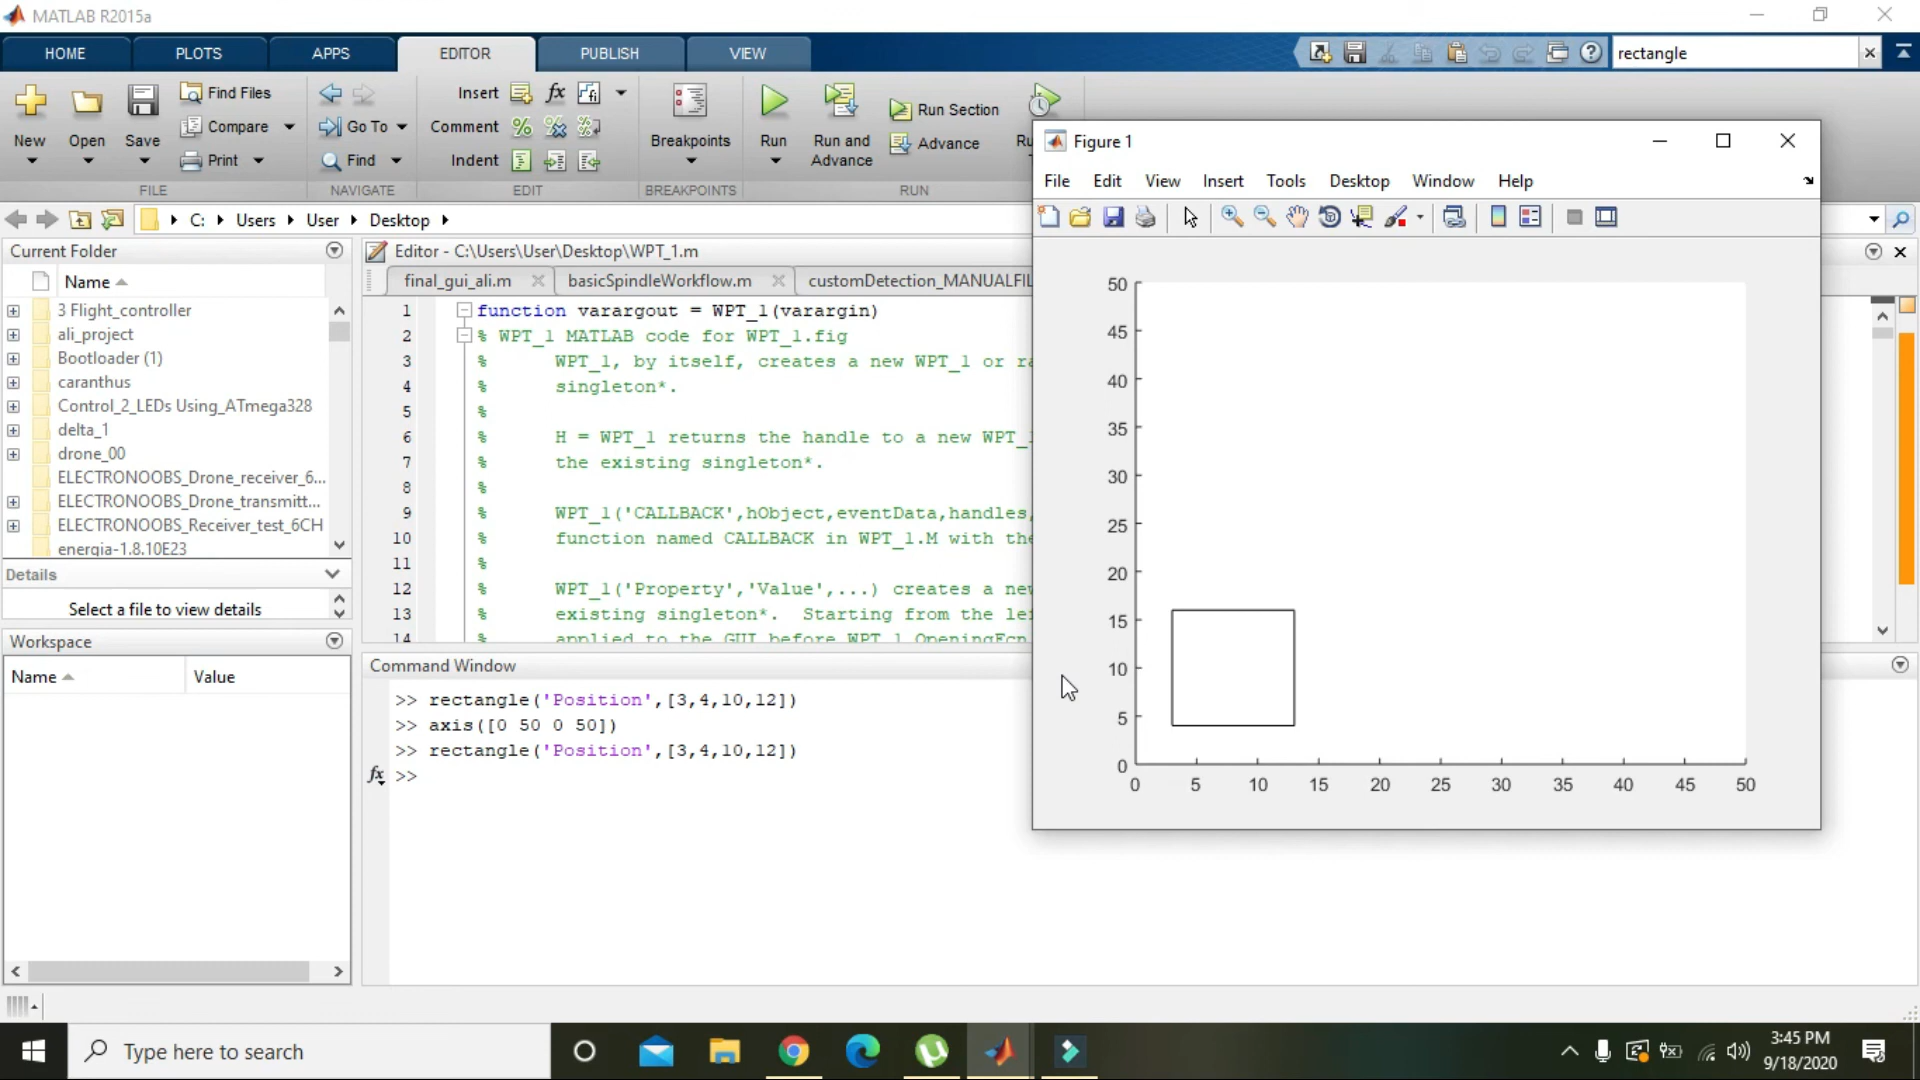 MATLAB R2015a
HOME PLOTS APPS EDITOR PUBLISH VIEW rectangle
New Open Save Find Files Compare Print
Go To Find
Insert Comment Indent
Breakpoints Run Run and Advance Run Section Advance
FILE NAVIGATE EDIT BREAKPOINTS RUN
C: Users User Desktop
Current Folder
Name
3 Flight_controller
ali_project
Bootloader (1)
caranthus
Control_2_LEDs Using_ATmega328
delta_1
drone_00
ELECTRONOOBS_Drone_receiver_6...
ELECTRONOOBS_Drone_transmitt...
ELECTRONOOBS_Receiver_test_6CH
energia-1.8.10E23
Details
Select a file to view details
Workspace
Name Value
Editor - C:\Users\User\Desktop\WPT_1.m
final_gui_ali.m basicSpindleWorkflow.m customDetection_MANUALFIL
1 function varargout = WPT_1(varargin)
2 % WPT_1 MATLAB code for WPT_1.fig
3 % WPT_1, by itself, creates a new WPT_1 or ra
4 % singleton*.
5 %
6 % H = WPT_1 returns the handle to a new WPT_1
7 % the existing singleton*.
8 %
9 % WPT_1('CALLBACK',hObject,eventData,handles,
10 % function named CALLBACK in WPT_1.M with the
11 %
12 % WPT_1('Property','Value',...) creates a new
13 % existing singleton*. Starting from the le
14 % applied to the GUI before WPT_1_OpeningFcn
Command Window
>> rectangle('Position',[3,4,10,12])
>> axis([0 50 0 50])
>> rectangle('Position',[3,4,10,12])
fx >>
Figure 1
File Edit View Insert Tools Desktop Window Help
50
45
40
35
30
25
20
15
10
5
0
0 5 10 15 20 25 30 35 40 45 50
Type here to search
3:45 PM
9/18/2020